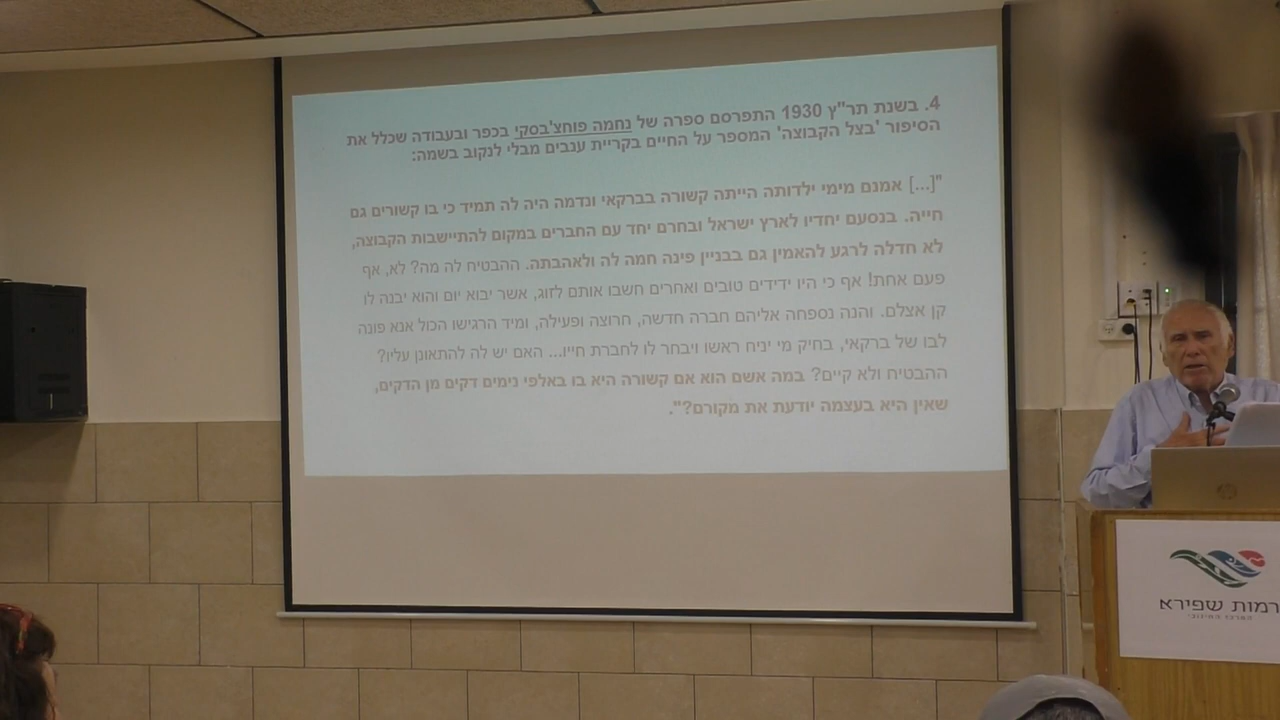 4. בשנת תר"ץ 1930 התפרסם ספרה של נחמה פוחצ'בסקי בכפר ובעבודה שכלל את
הסיפור 'בצל הקבוצה' המספר על החיים בקריית ענבים מבלי לנקוב בשמה:
"[...] אמנם מימי ילדותה הייתה קשורה בברקאי ונדמה היה לה תמיד כי בו קשורים גם
חייה. בנסעם יחדיו לארץ ישראל ובחרם יחד עם החברים במקום להתיישבות הקבוצה,
לא חדלה לרגע להאמין גם בבניין פינה חמה לה ולאהבתה. ההבטיח לה מה? לא, אף
פעם אחת! אף כי היו ידידים טובים ואחרים חשבו אותם לזוג, אשר יבוא יום והוא יבנה לו
קן אצלם. והנה נספחה אליהם חברה חדשה, חרוצה ופעילה, ומיד הרגישו הכול אנא פונה
לבו של ברקאי, בחיק מי יניח ראשו ויבחר לו לחברת חייו... האם יש לה להתאונן עליו?
ההבטיח ולא קיים? במה אשם הוא אם קשורה היא בו באלפי נימים דקים מן הדקים,
שאין היא בעצמה יודעת את מקורם?".
רמות שפירא